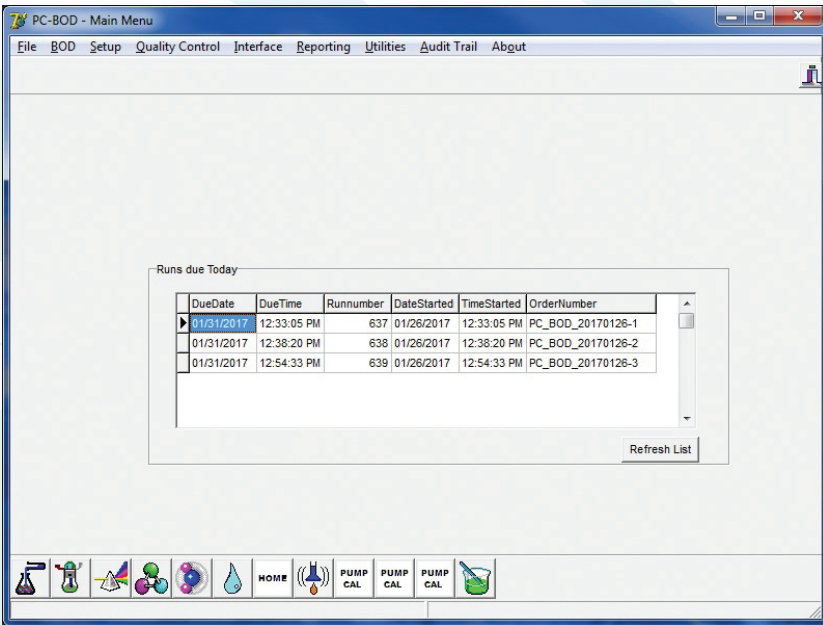 PC-BOD - Main Menu
File BOD Setup Quality Control Interface Reporting Utilities Audit Trail About
Runs due Today
DueDate DueTime Runnumber DateStarted TimeStarted OrderNumber
01/31/2017 12:33:05 PM 637 01/26/2017 12:33:05 PM PC_BOD_20170126-1
01/31/2017 12:38:20 PM 638 01/26/2017 12:38:20 PM PC_BOD_20170126-2
01/31/2017 12:54:33 PM 639 01/26/2017 12:54:33 PM PC_BOD_20170126-3
Refresh List
HOME PUMP CAL PUMP CAL PUMP CAL